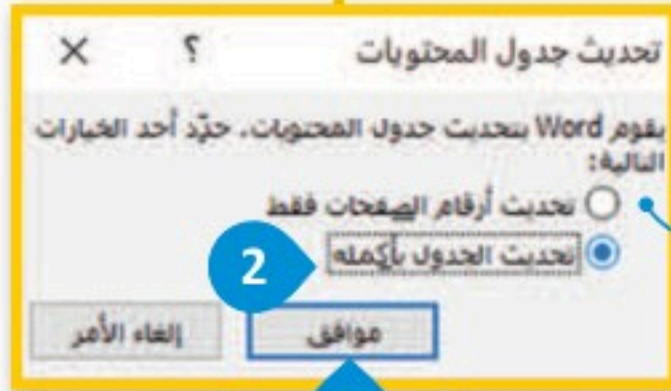 تحديث جدول المحتويات ؟ ×
يقوم Word بتحديث جدول المحتويات، حدّد أحد الخيارات
التالية:
تحديث أرقام الصفحات فقط
تحديث الجدول بأكمله
2
موافق إلغاء الأمر